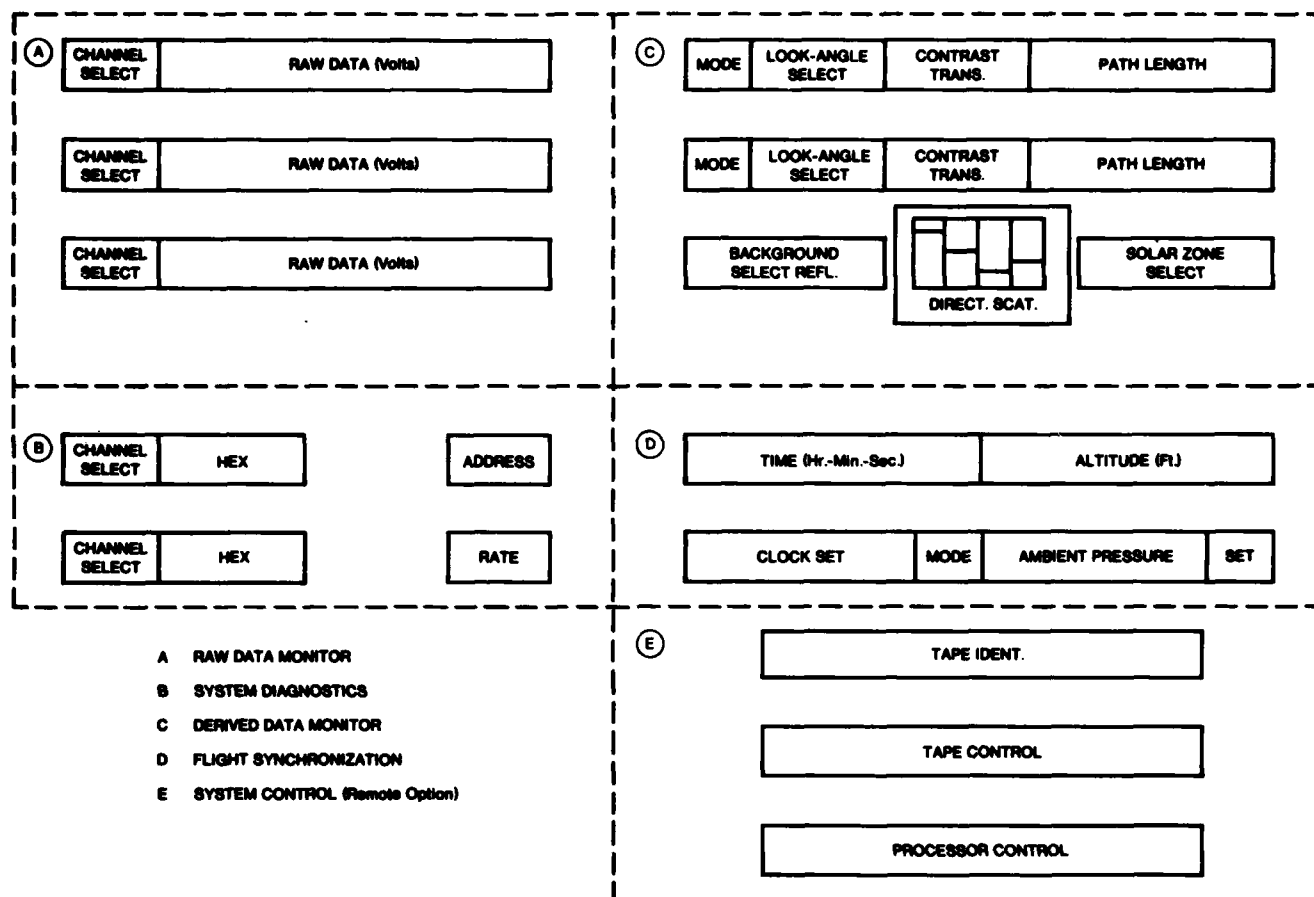 A
CHANNEL
SELECT
RAW DATA (Volts)
CHANNEL
SELECT
RAW DATA (Volts)
CHANNEL
SELECT
RAW DATA (Volts)
C
MODE
LOOK-ANGLE
SELECT
CONTRAST
TRANS.
PATH LENGTH
MODE
LOOK-ANGLE
SELECT
CONTRAST
TRANS.
PATH LENGTH
BACKGROUND
SELECT REFL.
DIRECT. SCAT.
SOLAR ZONE
SELECT
B
CHANNEL
SELECT
HEX
ADDRESS
CHANNEL
SELECT
HEX
RATE
D
TIME (Hr.-Min.-Sec.)
ALTITUDE (Ft.)
CLOCK SET
MODE
AMBIENT PRESSURE
SET
A RAW DATA MONITOR
B SYSTEM DIAGNOSTICS
C DERIVED DATA MONITOR
D FLIGHT SYNCHRONIZATION
E SYSTEM CONTROL (Remote Option)
E
TAPE IDENT.
TAPE CONTROL
PROCESSOR CONTROL